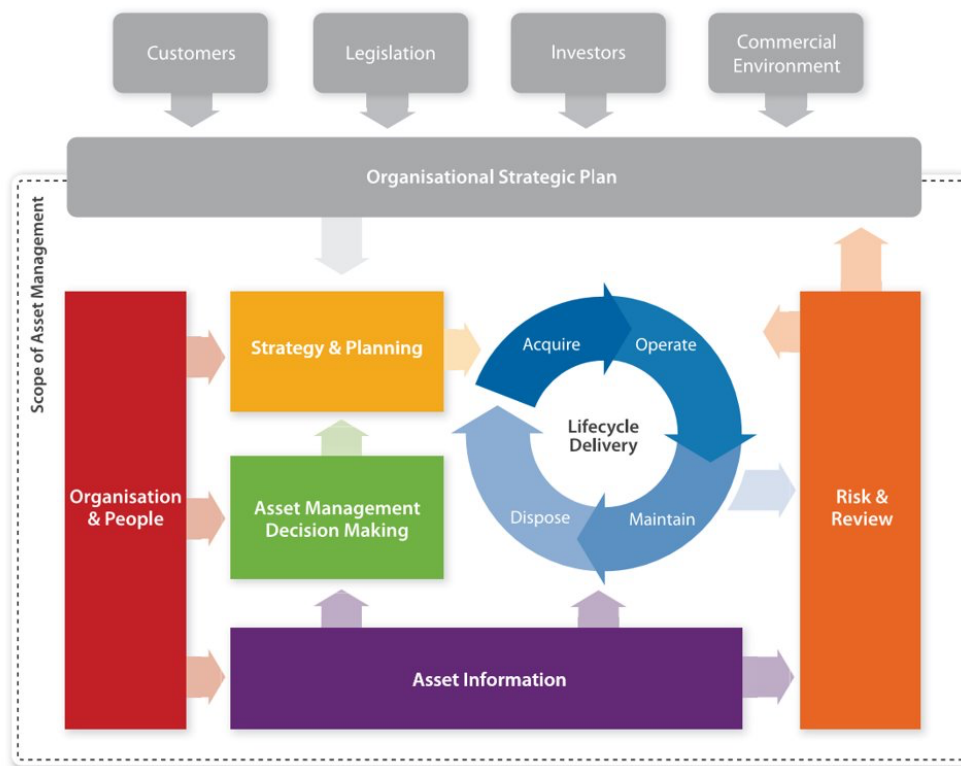 Customers
Legislation
Investors
Commercial
Environment
Organisational Strategic Plan
Scope of Asset Management
Strategy & Planning
Acquire
Operate
Lifecycle
Delivery
Organisation
& People
Asset Management
Decision Making
Dispose
Maintain
Risk &
Review
Asset Information